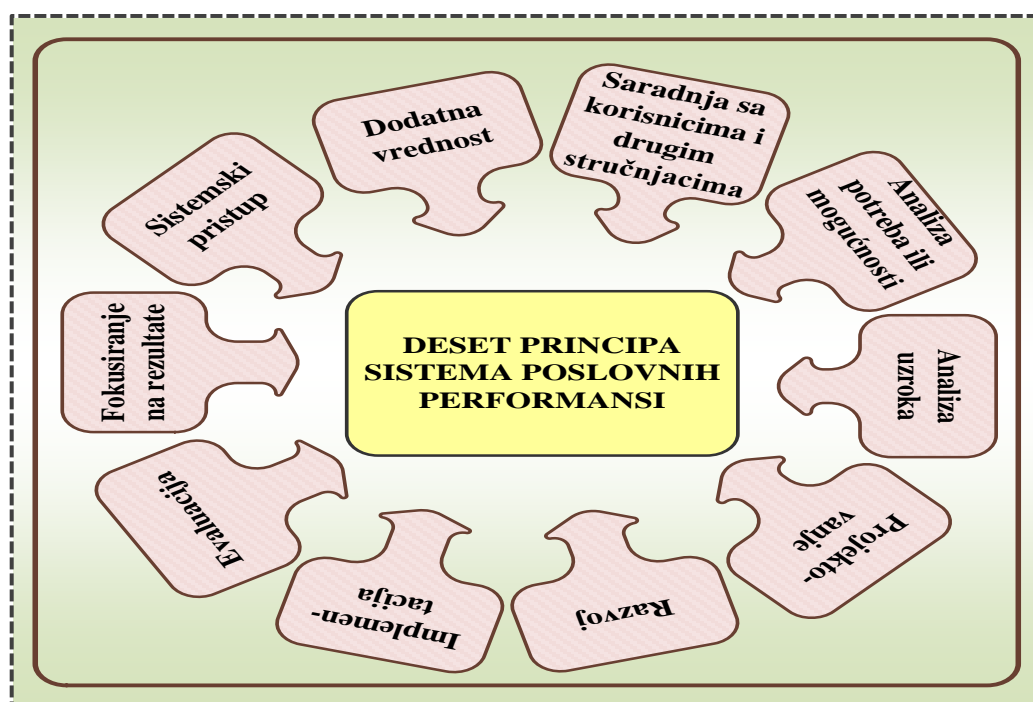 Dodatna
vrednost
Saradnja sa
korisnicima i
drugim
stručnjacima
Analiza
potreba ili
mogućnosti
Analiza
uzroka
Projekto-
vanje
Razvoj
Implemen-
tacija
Evaluacija
Fokusiranje
na rezultate
Sistemski
pristup
DESET PRINCIPA
SISTEMA POSLOVNIH
PERFORMANSI